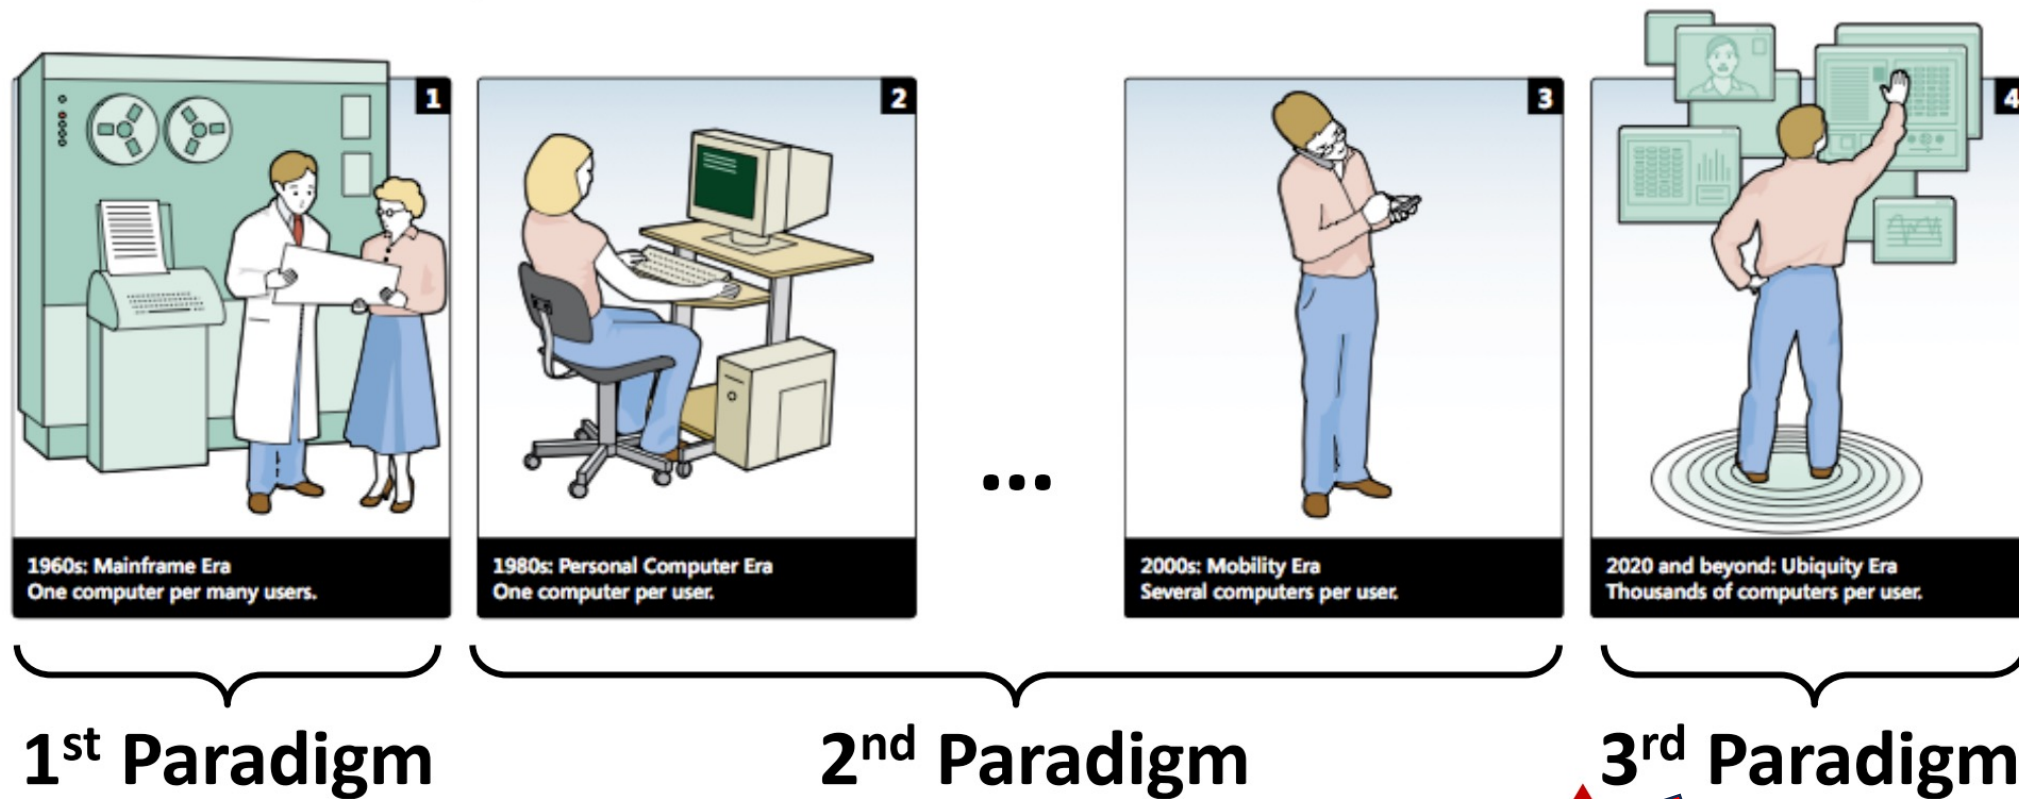 1
2
3
4
...
1960s: Mainframe Era
One computer per many users.
1980s: Personal Computer Era
One computer per user.
2000s: Mobility Era
Several computers per user.
2020 and beyond: Ubiquity Era
Thousands of computers per user.
1st Paradigm
2nd Paradigm
3rd Paradigm